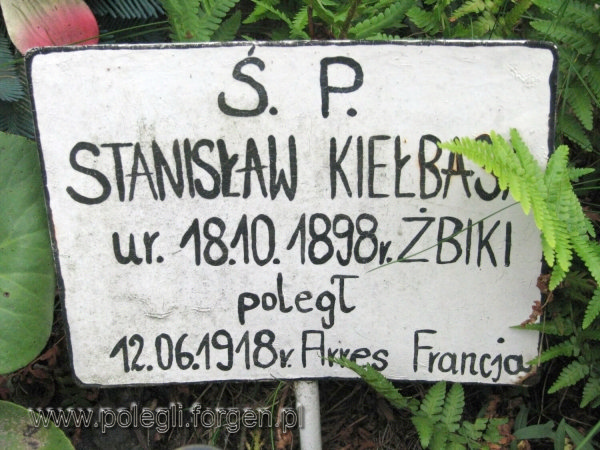 Ś. P.
STANISŁAW KIEŁBASA
ur. 18.10.1898r. ŻBIKI
poległ
12.06.1918r. Arres Francja
www.polegli.forgen.pl